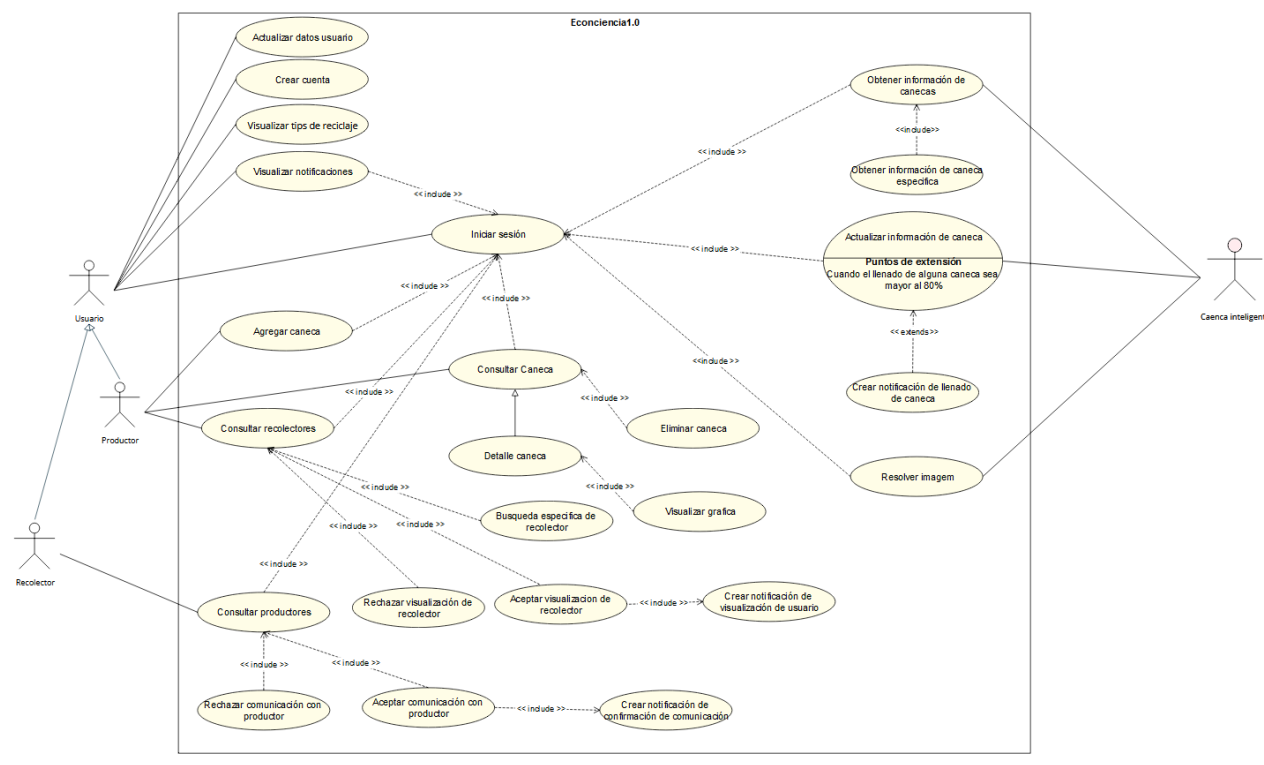 Econciencia1.0
Actualizar datos usuario
Crear cuenta
Visualizar tips de reciclaje
Visualizar notificaciones
<< include >>
Iniciar sesión
Obtener información de
canecas
<<include>>
<< include >>
Obtener información de caneca
especifica
Actualizar información de caneca
Puntos de extensión
Cuando el llenado de alguna caneca sea
mayor al 80%
<< include >>
Caenca inteligent
Usuario
<< include >>
<< include >>
Agregar caneca
<< extends>>
Consultar Caneca
<<include >>
Crear notificación de llenado
de caneca
<< include >>
<< include >>
Productor
Consultar recolectores
Eliminar caneca
Detalle caneca
Resolver imagem
<< include >>
<< include >>
Visualizar grafica
Busqueda especifica de
recolector
<< include >>
<< include >>
Recolector
<< include >>
Consultar productores
Rechazar visualización de
recolector
Aceptar visualizacion de
recolector
<< include >>
Crear notificación de
visualización de usuario
<< include >>
<< include >>
Rechazar comunicación con
productor
Aceptar comunicación con
productor
<< include >>
Crear notificación de
confirmación de comunicación